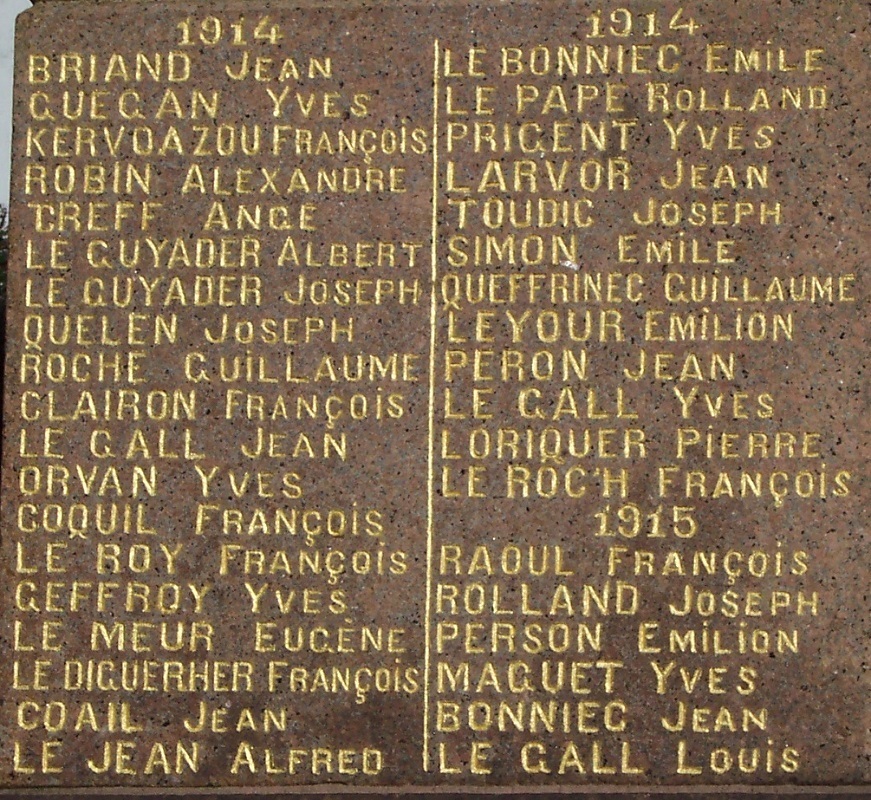 1914
BRIAND JEAN
GUEGAN YVES
KERVOAZOU FRANÇOIS
ROBIN ALEXANDRE
TREFF ANGE
LE GUYADER ALBERT
LE GUYADER JOSEPH
QUELEN JOSEPH
ROCHE GUILLAUME
CLAIRON FRANÇOIS
LE GALL JEAN
ORVAN YVES
COQUIL FRANÇOIS
LE ROY FRANÇOIS
GEFFROY YVES
LE MEUR EUGÈNE
LE DIGUERHER FRANÇOIS
COAIL JEAN
LE JEAN ALFRED
1914
LE BONNIEC EMILE
LE PAPE ROLLAND
PRIGENT YVES
LARVOR JEAN
TOUDIC JOSEPH
SIMON EMILE
QUEFFRINEC GUILLAUME
LEYOUR EMILION
PERON JEAN
LE GALL YVES
LORIQUER PIERRE
LE ROC'H FRANÇOIS
1915
RAOUL FRANÇOIS
ROLLAND JOSEPH
PERSON EMILION
MAGUET YVES
BONNIEC JEAN
LE GALL LOUIS